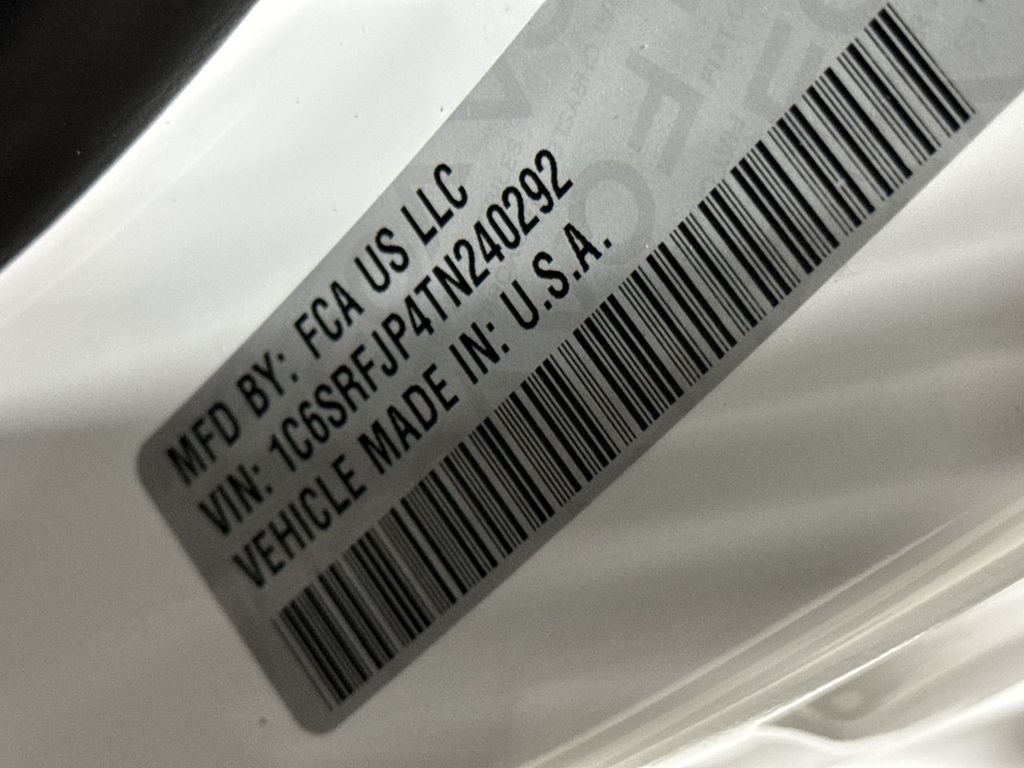 MFD BY: FCA US LLC
VIN: 1C6SRFJP4TN240292
VEHICLE MADE IN: U.S.A.